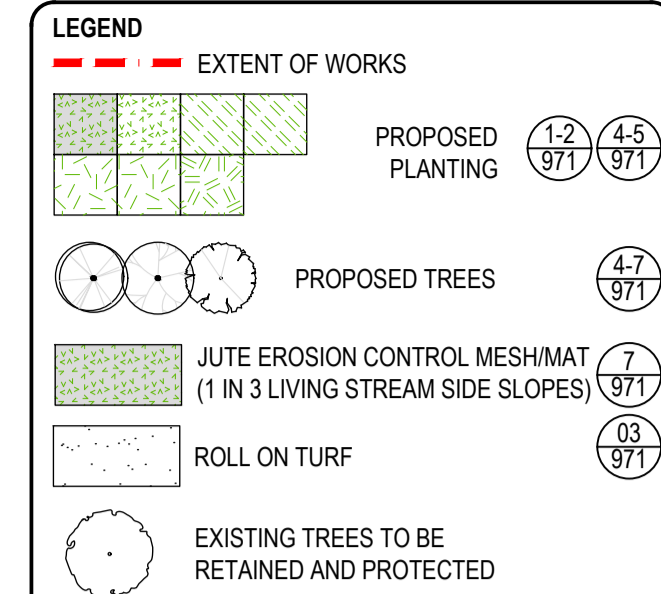 LEGEND
EXTENT OF WORKS
PROPOSED
PLANTING
1-2
971
4-5
971
PROPOSED TREES
4-7
971
JUTE EROSION CONTROL MESH/MAT
(1 IN 3 LIVING STREAM SIDE SLOPES)
7
971
ROLL ON TURF
03
971
EXISTING TREES TO BE
RETAINED AND PROTECTED